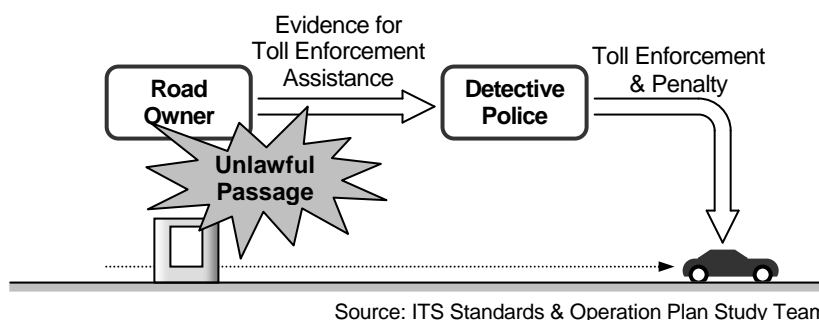 Evidence for
Toll Enforcement
Assistance
Toll Enforcement
& Penalty
Road
Owner
Detective
Police
Unlawful
Passage
Source: ITS Standards & Operation Plan Study Team